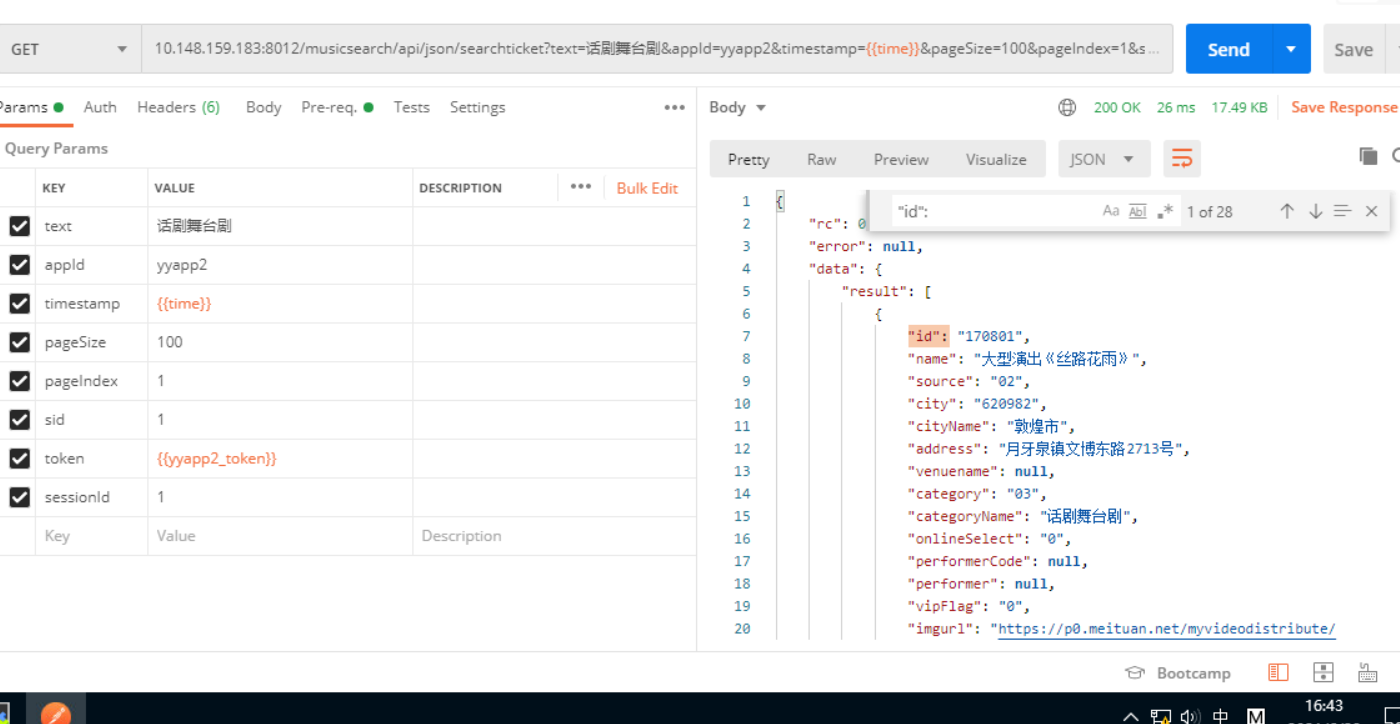 GET
10.148.159.183:8012/musicsearch/api/json/searchticket?text=话剧舞台剧&appId=yyapp2&timestamp={{time}}&pageSize=100&pageIndex=1&s...
Send
Save
Params
Auth
Headers (6)
Body
Pre-req.
Tests
Settings
Query Params
KEY VALUE DESCRIPTION Bulk Edit
text 话剧舞台剧
appId yyapp2
timestamp {{time}}
pageSize 100
pageIndex 1
sid 1
token {{yyapp2_token}}
sessionId 1
Key Value Description
Body
200 OK 26 ms 17.49 KB Save Response
Pretty Raw Preview Visualize JSON
"id": Aa Abl .* 1 of 28
1 {
2 "rc": 0
3 "error": null,
4 "data": {
5 "result": [
6 {
7 "id": "170801",
8 "name": "大型演出《丝路花雨》",
9 "source": "02",
10 "city": "620982",
11 "cityName": "敦煌市",
12 "address": "月牙泉镇文博东路2713号",
13 "venuename": null,
14 "category": "03",
15 "categoryName": "话剧舞台剧",
16 "onlineSelect": "0",
17 "performerCode": null,
18 "performer": null,
19 "vipFlag": "0",
20 "imgurl": "https://p0.meituan.net/myvideodistribute/
Bootcamp
中 M 16:43